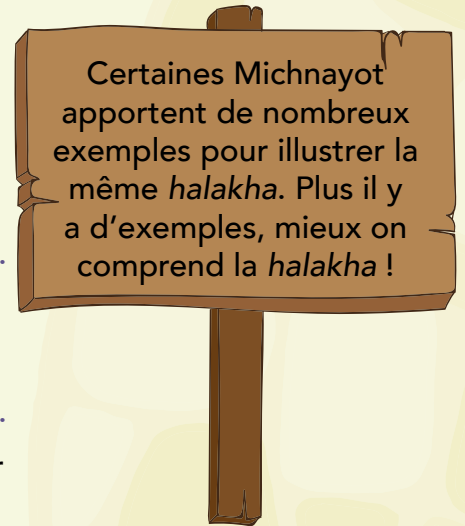 Certaines Michnayot
apportent de nombreux
exemples pour illustrer la
même halakha. Plus il y
a d'exemples, mieux on
comprend la halakha !